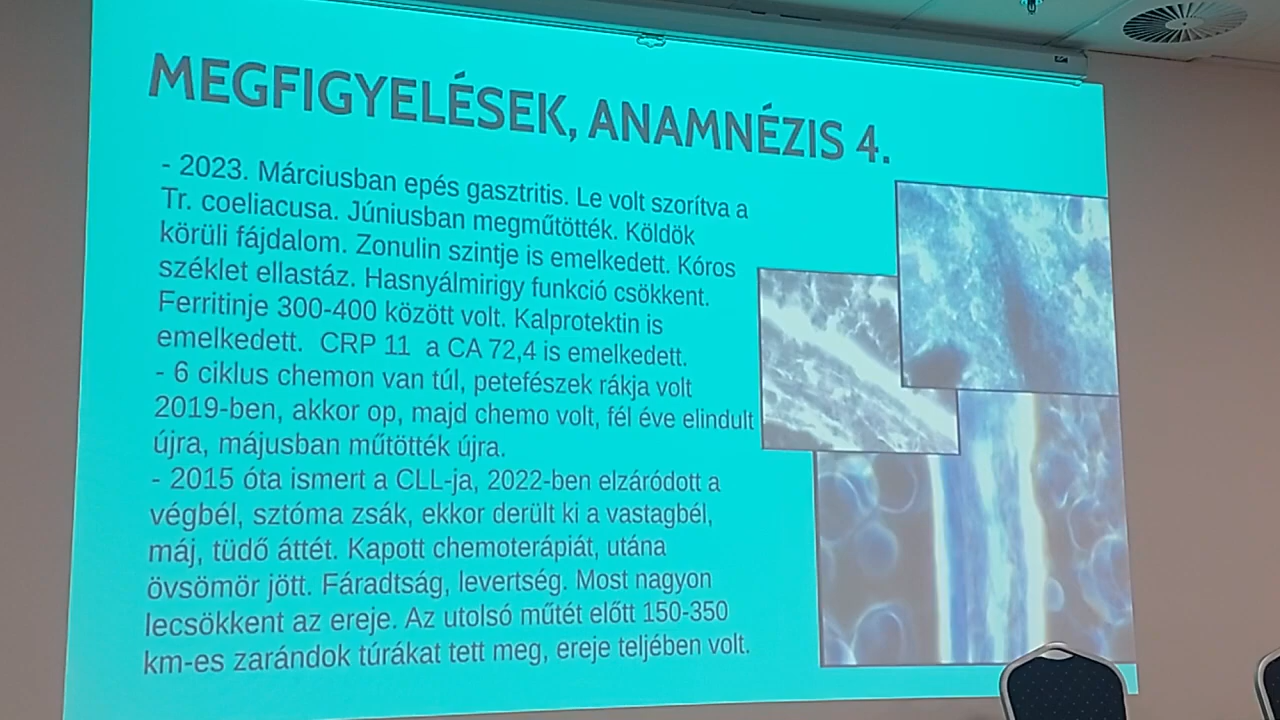 MEGFIGYELÉSEK, ANAMNÉZIS 4.
- 2023. Márciusban epés gasztritis. Le volt szorítva a
Tr. coeliacusa. Júniusban megműtötték. Köldök
körüli fájdalom. Zonulin szintje is emelkedett. Kóros
széklet ellastáz. Hasnyálmirigy funkció csökkent.
Ferritinje 300-400 között volt. Kalprotektin is
emelkedett.  CRP 11  a CA 72,4 is emelkedett.
- 6 ciklus chemon van túl, petefészek rákja volt
2019-ben, akkor op, majd chemo volt, fél éve elindult
újra, májusban műtötték újra.
- 2015 óta ismert a CLL-ja, 2022-ben elzáródott a
végbél, sztóma zsák, ekkor derült ki a vastagbél,
máj, tüdő áttét. Kapott chemoterápiát, utána
övsömör jött. Fáradtság, levertség. Most nagyon
lecsökkent az ereje. Az utolsó műtét előtt 150-350
km-es zarándok túrákat tett meg, ereje teljében volt.